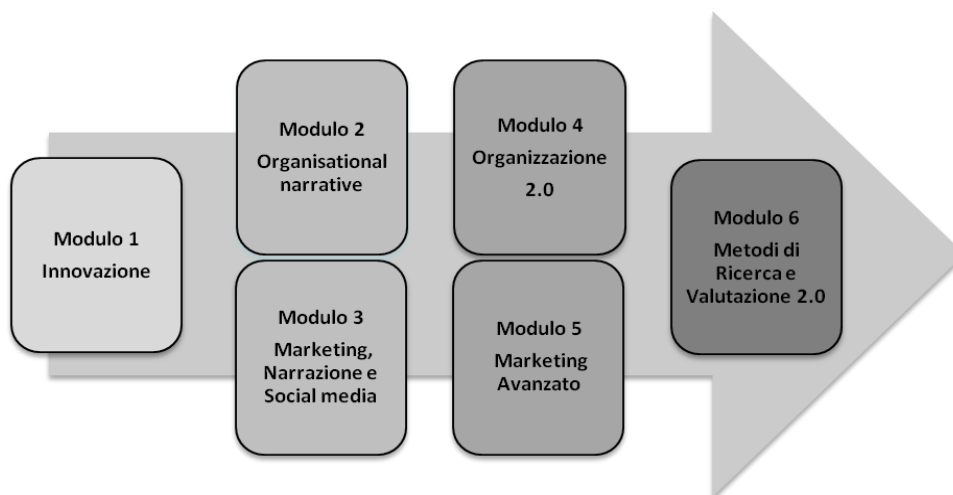 Modulo 1
Innovazione
Modulo 2
Organisational
narrative
Modulo 3
Marketing,
Narrazione e
Social media
Modulo 4
Organizzazione
2.0
Modulo 5
Marketing
Avanzato
Modulo 6
Metodi di
Ricerca e
Valutazione 2.0